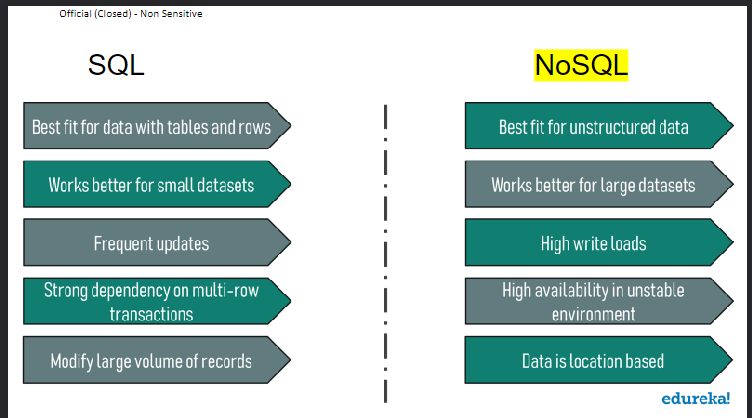 Official (Closed) - Non Sensitive
SQL
NoSQL
Best fit for data with tables and rows
Best fit for unstructured data
Works better for small datasets
Works better for large datasets
Frequent updates
High write loads
Strong dependency on multi-row
transactions
High availability in unstable
environment
Modify large volume of records
Data is location based
edureka!